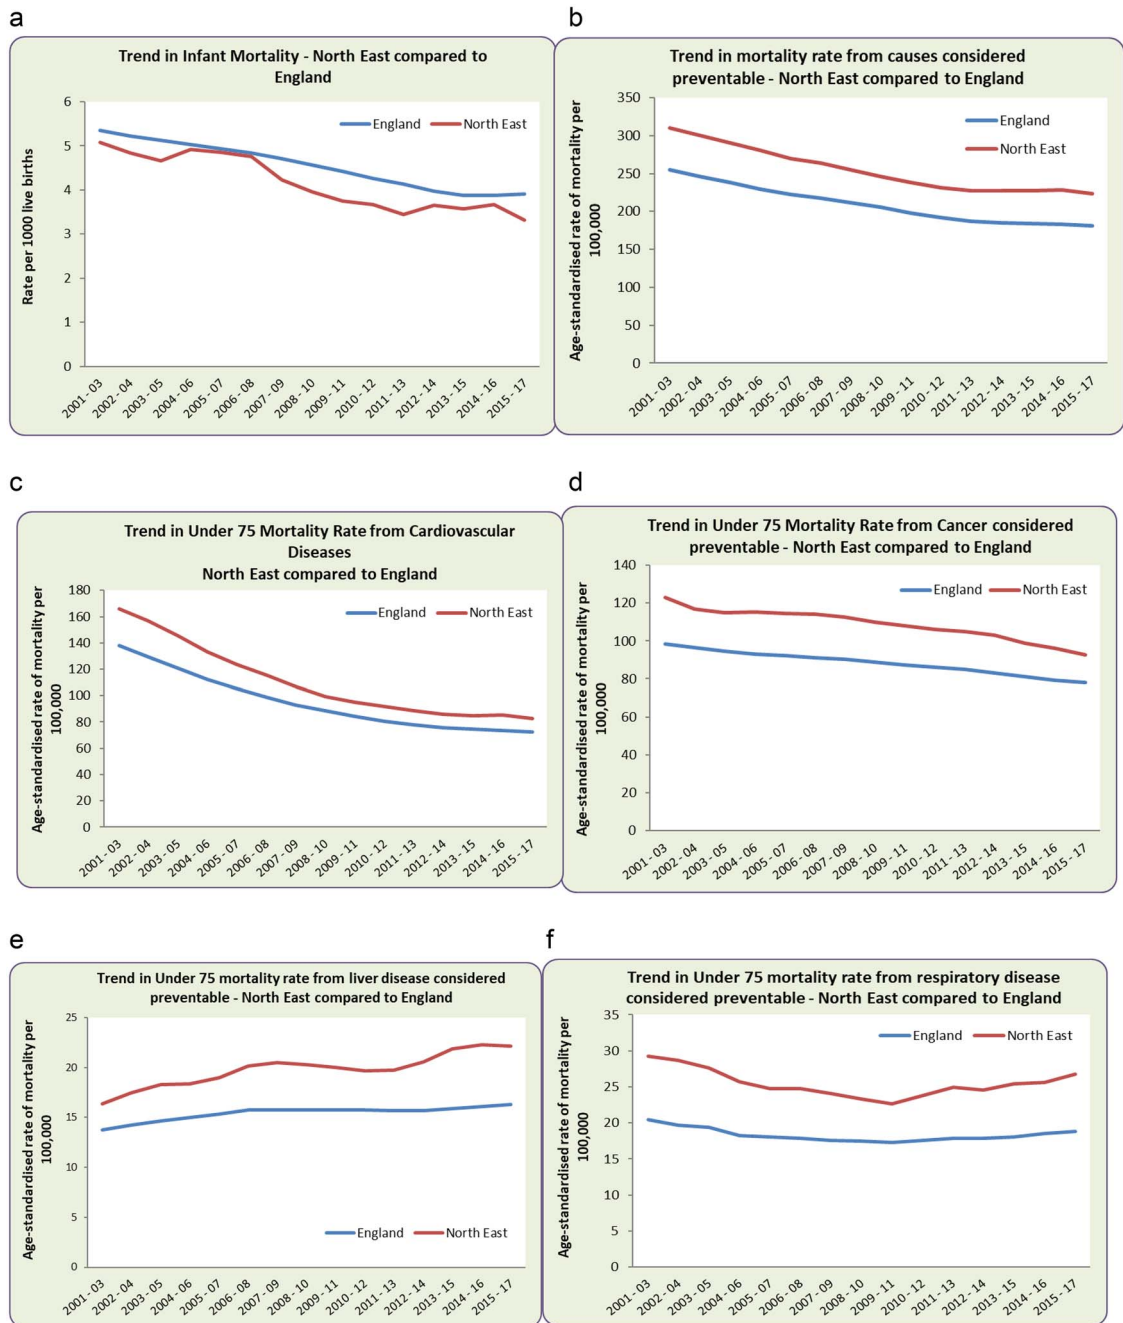 a
Trend in Infant Mortality - North East compared to
England
Rate per 1000 live births
6
5
4
3
2
1
0
England
North East
2001 - 03
2002 - 04
2003 - 05
2004 - 06
2005 - 07
2006 - 08
2007 - 09
2008 - 10
2009 - 11
2010 - 12
2011 - 13
2012 - 14
2013 - 15
2014 - 16
2015 - 17
b
Trend in mortality rate from causes considered
preventable - North East compared to England
Age-standardised rate of mortality per
100,000
350
300
250
200
150
100
50
0
England
North East
2001 - 03
2002 - 04
2003 - 05
2004 - 06
2005 - 07
2006 - 08
2007 - 09
2008 - 10
2009 - 11
2010 - 12
2011 - 13
2012 - 14
2013 - 15
2014 - 16
2015 - 17
c
Trend in Under 75 Mortality Rate from Cardiovascular
Diseases
North East compared to England
Age-standardised rate of mortality per
100,000
180
160
140
120
100
80
60
40
20
0
England
North East
2001 - 03
2002 - 04
2003 - 05
2004 - 06
2005 - 07
2006 - 08
2007 - 09
2008 - 10
2009 - 11
2010 - 12
2011 - 13
2012 - 14
2013 - 15
2014 - 16
2015 - 17
d
Trend in Under 75 Mortality Rate from Cancer considered
preventable - North East compared to England
Age-standardised rate of mortality per
100,000
140
120
100
80
60
40
20
0
England
North East
2001 - 03
2002 - 04
2003 - 05
2004 - 06
2005 - 07
2006 - 08
2007 - 09
2008 - 10
2009 - 11
2010 - 12
2011 - 13
2012 - 14
2013 - 15
2014 - 16
2015 - 17
e
Trend in Under 75 mortality rate from liver disease considered
preventable - North East compared to England
Age-standardised rate of mortality per
100,000
25
20
15
10
5
0
England
North East
2001 - 03
2002 - 04
2003 - 05
2004 - 06
2005 - 07
2006 - 08
2007 - 09
2008 - 10
2009 - 11
2010 - 12
2011 - 13
2012 - 14
2013 - 15
2014 - 16
2015 - 17
f
Trend in Under 75 mortality rate from respiratory disease
considered preventable - North East compared to England
Age-standardised rate of mortality per
100,000
35
30
25
20
15
10
5
0
England
North East
2001 - 03
2002 - 04
2003 - 05
2004 - 06
2005 - 07
2006 - 08
2007 - 09
2008 - 10
2009 - 11
2010 - 12
2011 - 13
2012 - 14
2013 - 15
2014 - 16
2015 - 17